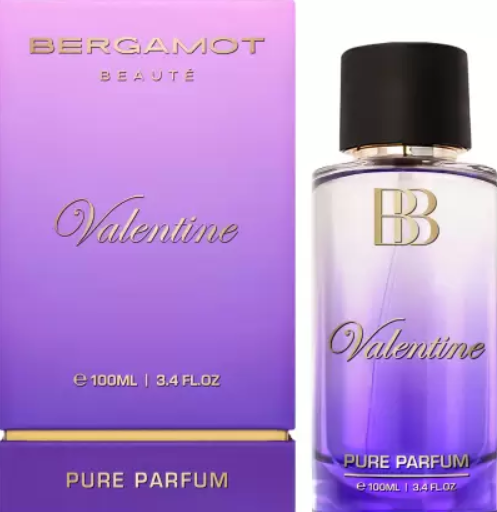 BERGAMOT
BEAUTÉ
Valentine
℮ 100ML | 3.4 FL.OZ
PURE PARFUM
BB
Valentine
PURE PARFUM
℮ 100ML | 3.4 FL.OZ